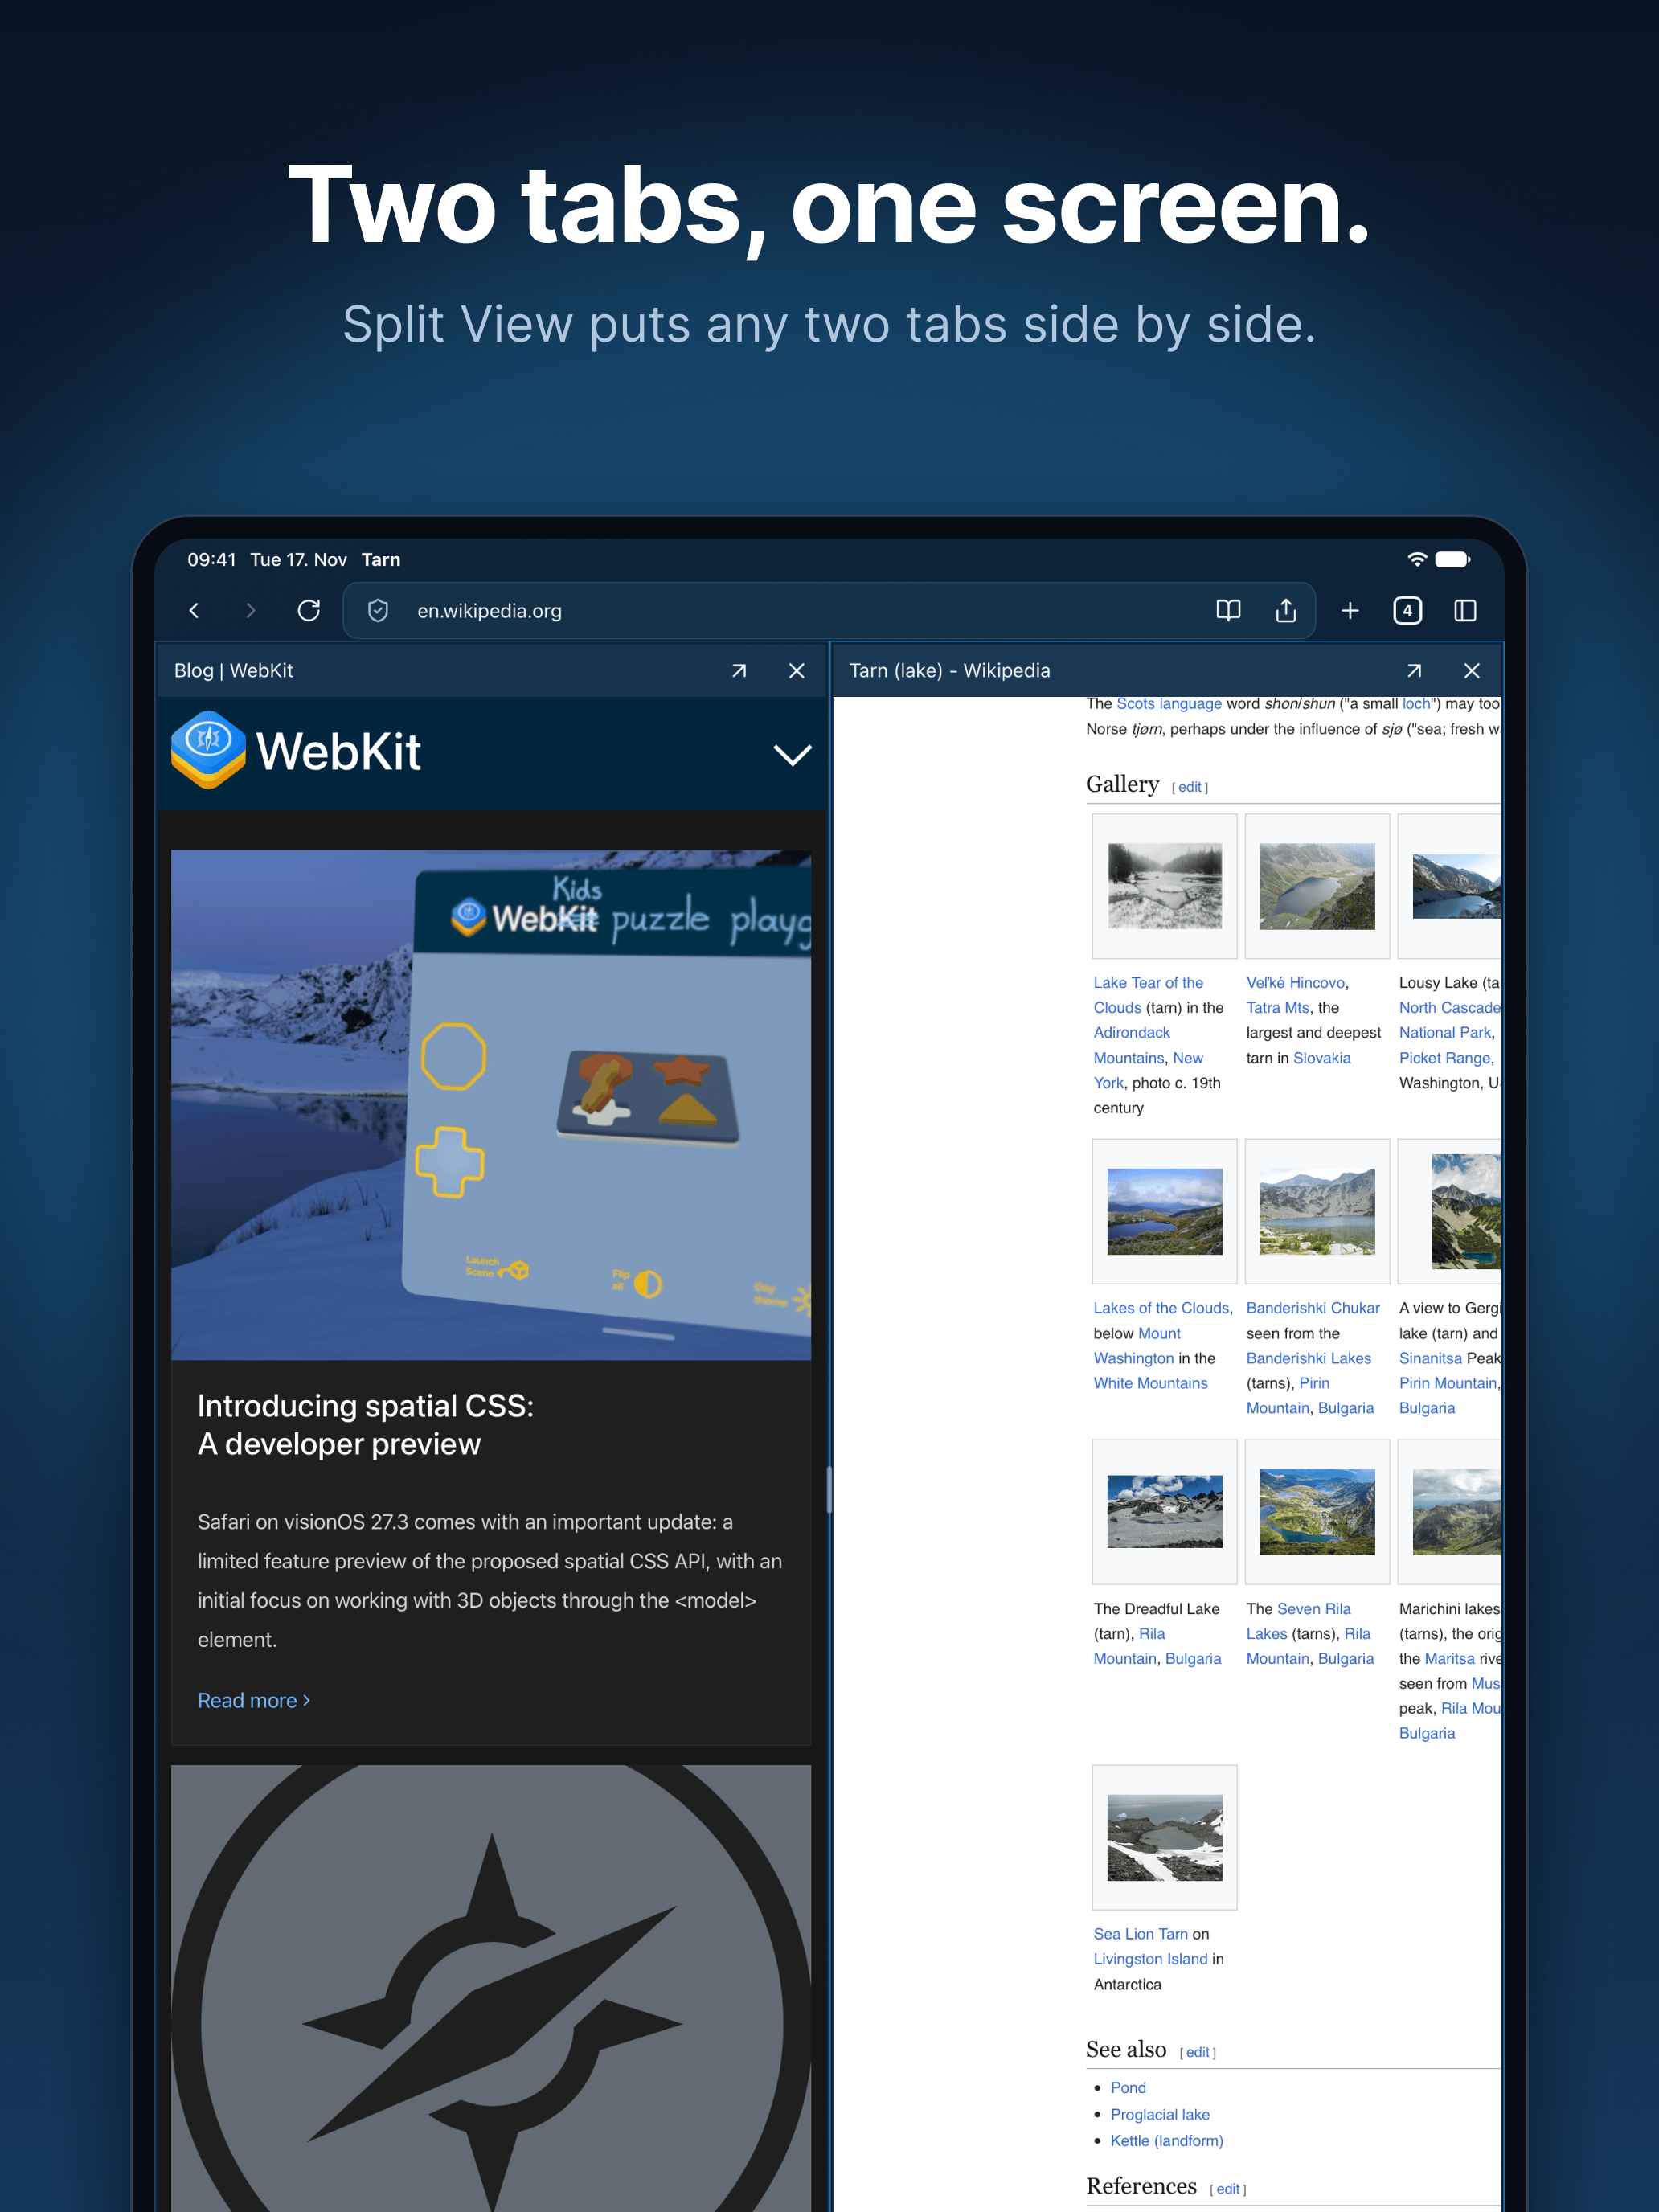 Two tabs, one screen.
Split View puts any two tabs side by side.
09:41 Tue 17. Nov Tarn
en.wikipedia.org
4
Blog | WebKit
WebKit
Kids
WebKit puzzle playg
Launch
Scene
Flip
all
Day
theme
Introducing spatial CSS:
A developer preview
Safari on visionOS 27.3 comes with an important update: a
limited feature preview of the proposed spatial CSS API, with an
initial focus on working with 3D objects through the <model>
element.
Read more ›
Tarn (lake) - Wikipedia
The Scots language word shon/shun ("a small loch") may too
Norse tjørn, perhaps under the influence of sjø ("sea; fresh w
Gallery [ edit ]
Lake Tear of the
Clouds (tarn) in the
Adirondack
Mountains, New
York, photo c. 19th
century
Veľké Hincovo,
Tatra Mts, the
largest and deepest
tarn in Slovakia
Lousy Lake (ta
North Cascade
National Park,
Picket Range,
Washington, U
Lakes of the Clouds,
below Mount
Washington in the
White Mountains
Banderishki Chukar
seen from the
Banderishki Lakes
(tarns), Pirin
Mountain, Bulgaria
A view to Gergi
lake (tarn) and
Sinanitsa Peak
Pirin Mountain,
Bulgaria
The Dreadful Lake
(tarn), Rila
Mountain, Bulgaria
The Seven Rila
Lakes (tarns), Rila
Mountain, Bulgaria
Marichini lakes
(tarns), the orig
the Maritsa rive
seen from Mus
peak, Rila Mou
Bulgaria
Sea Lion Tarn on
Livingston Island in
Antarctica
See also [ edit ]
• Pond
• Proglacial lake
• Kettle (landform)
References [ edit ]